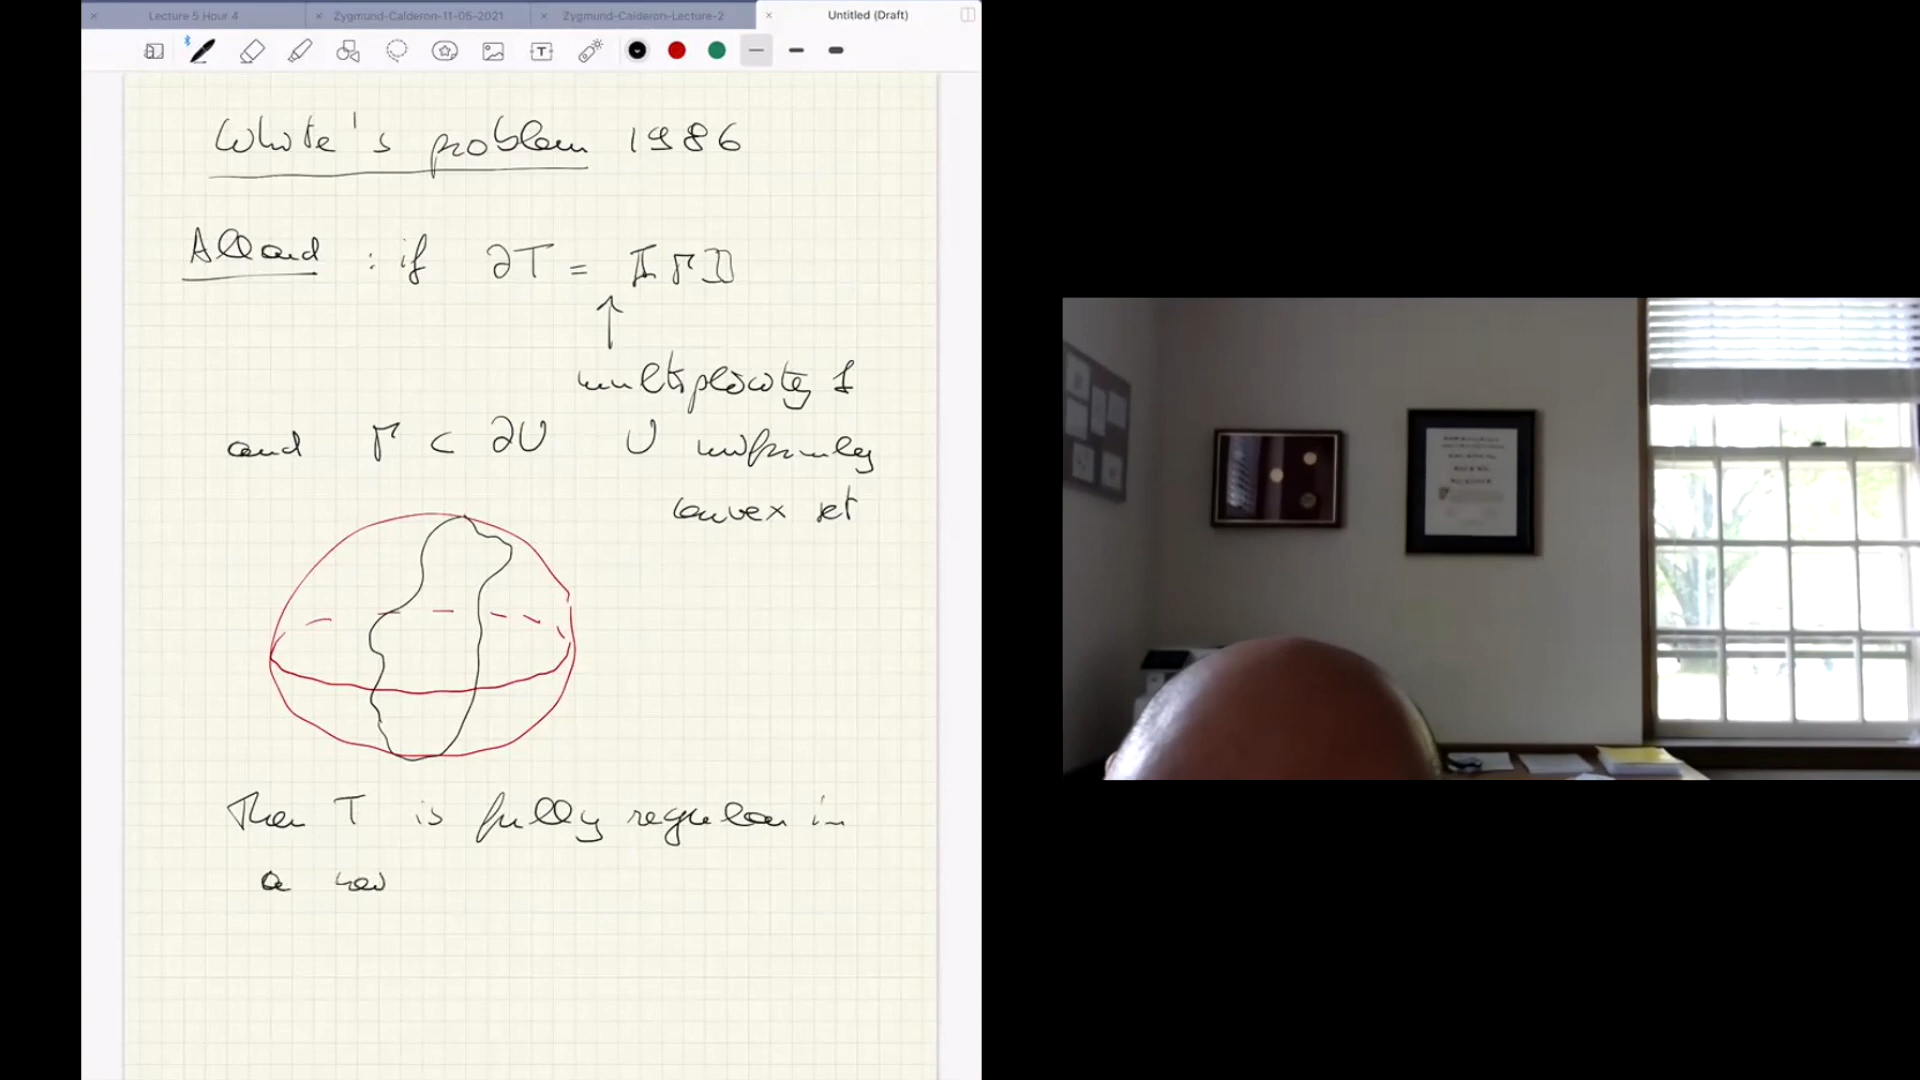 Lecture 5 Hour 4
Zygmund-Calderon-11-05-2021
Zygmund-Calderon-Lecture-2
Untitled (Draft)
White's problem 1986
Allard : if ∂T = ⟦Γ⟧
↑
multiplicity 1
and Γ ⊂ ∂U U uniformly
convex set
Then T is fully regular in
a